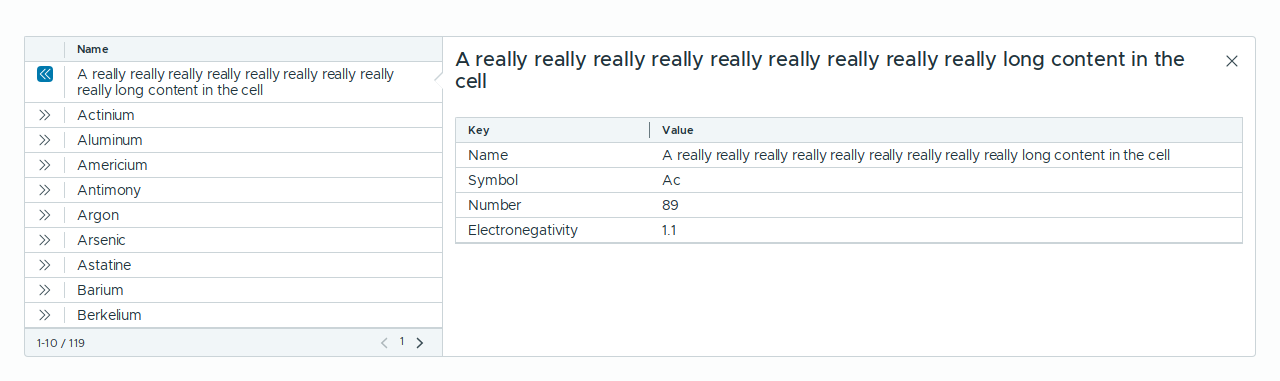 Name
A really really really really really really really really
really long content in the cell
Actinium
Aluminum
Americium
Antimony
Argon
Arsenic
Astatine
Barium
Berkelium
1-10 / 119
1
A really really really really really really really really really long content in the
cell
Key Value
Name A really really really really really really really really really long content in the cell
Symbol Ac
Number 89
Electronegativity 1.1